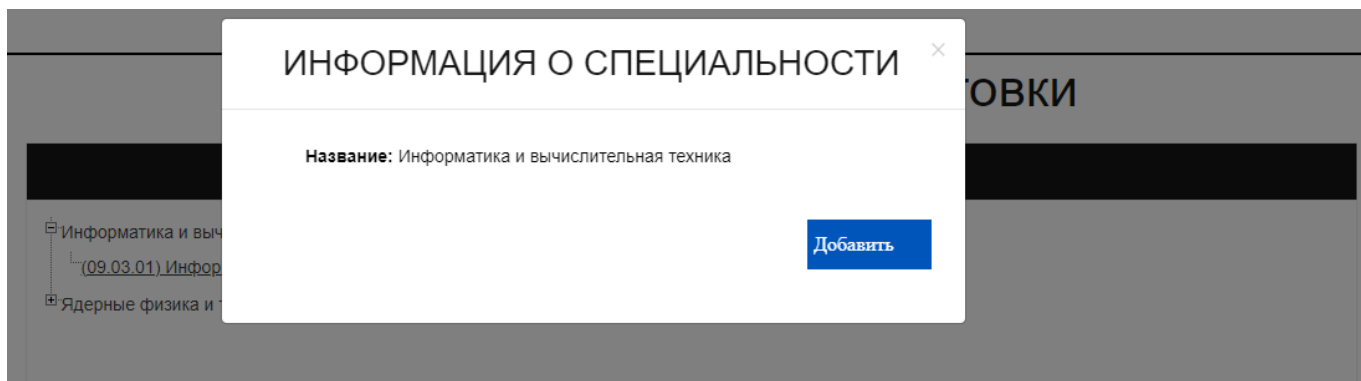 ИНФОРМАЦИЯ О СПЕЦИАЛЬНОСТИ
ТОВКИ
Название: Информатика и вычислительная техника
Информатика и выч
Добавить
(09.03.01) Инфор
Ядерные физика и т